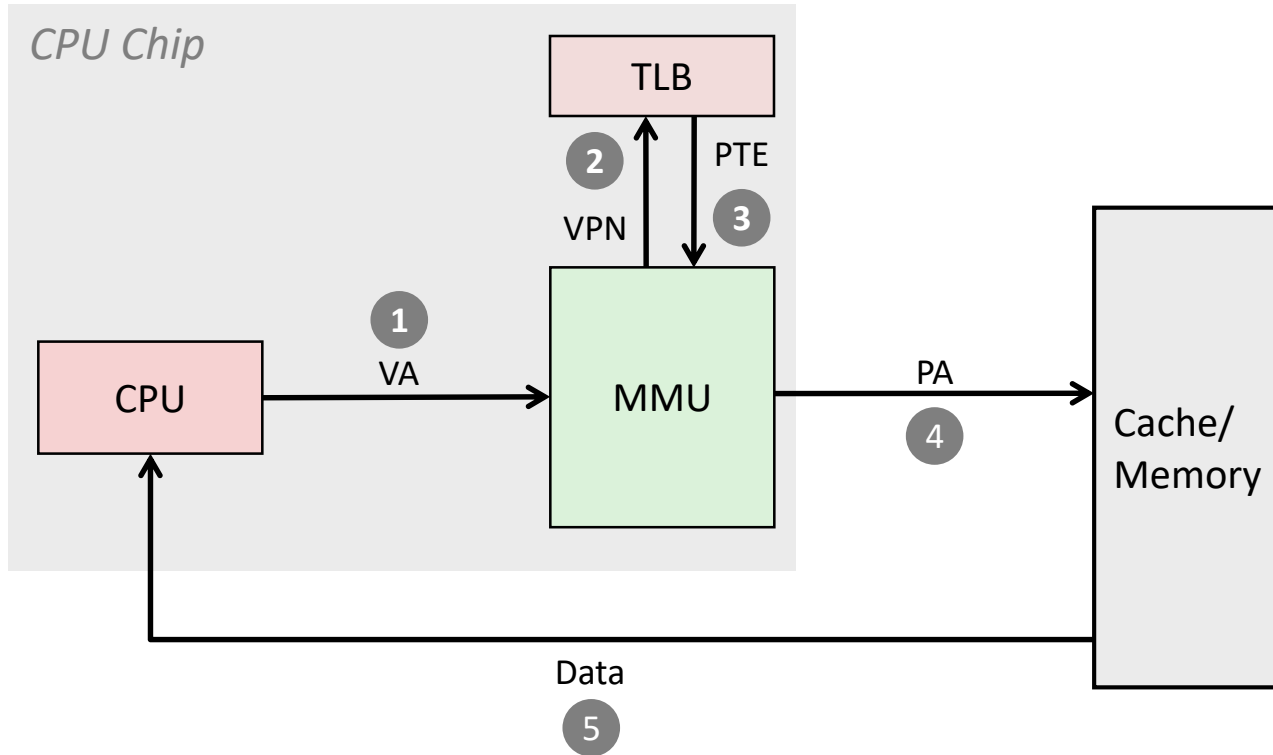 CPU Chip
TLB
2
PTE
VPN
3
1
VA
CPU
MMU
PA
4
Cache/
Memory
Data
5